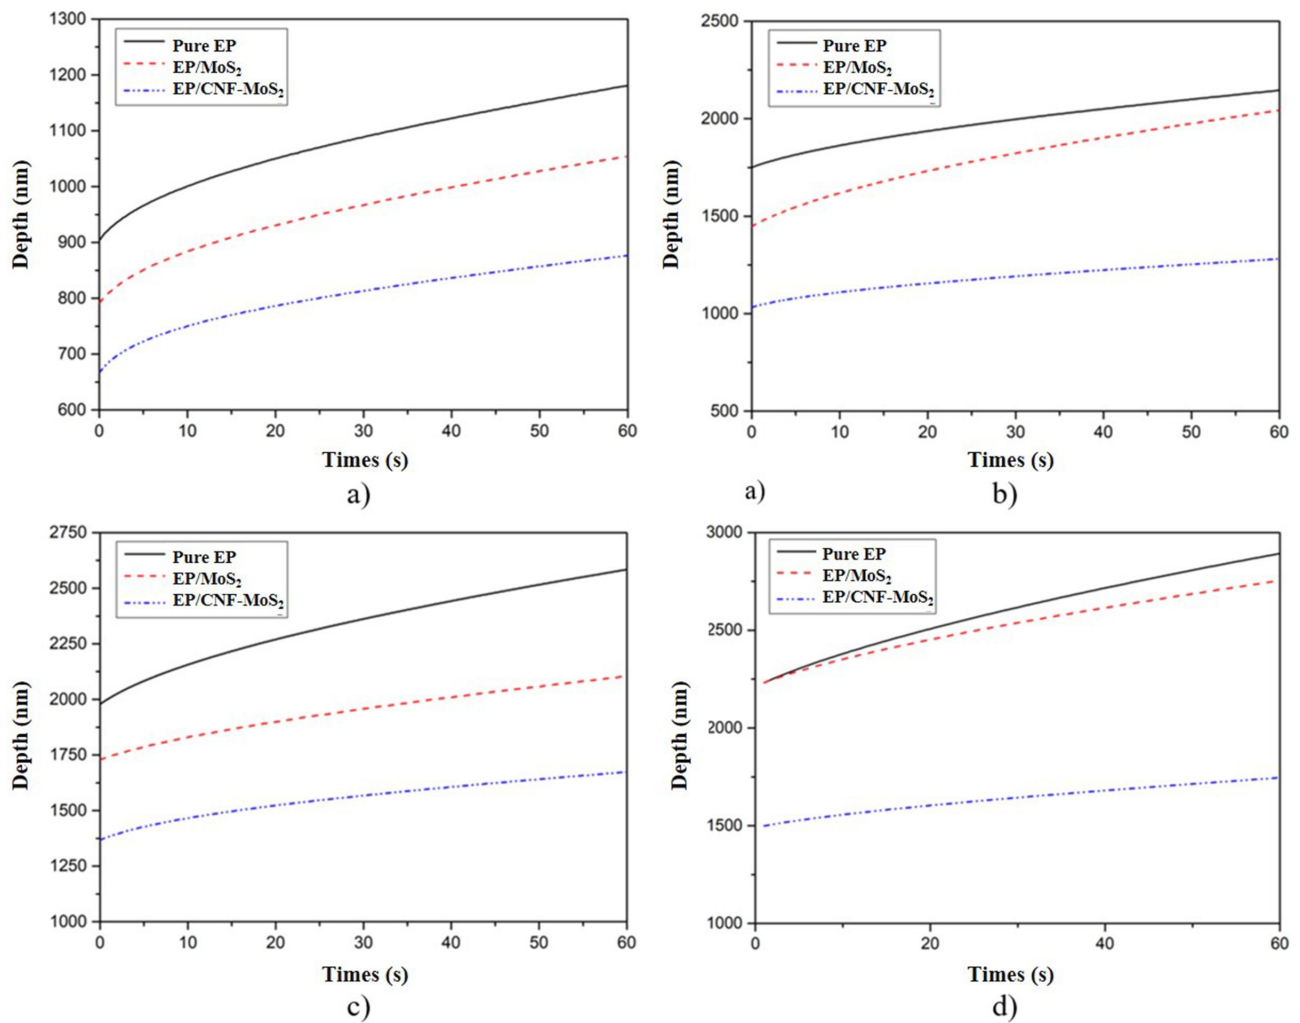 1300
1200
1100
1000
900
800
700
600
Depth (nm)
Pure EP
EP/MoS₂
EP/CNF-MoS₂
0 10 20 30 40 50 60
Times (s)
a)
2500
2000
1500
1000
500
Depth (nm)
Pure EP
EP/MoS₂
EP/CNF-MoS₂
0 10 20 30 40 50 60
Times (s)
a)
b)
2750
2500
2250
2000
1750
1500
1250
1000
Depth (nm)
Pure EP
EP/MoS₂
EP/CNF-MoS₂
0 10 20 30 40 50 60
Times (s)
c)
3000
2500
2000
1500
1000
Depth (nm)
Pure EP
EP/MoS₂
EP/CNF-MoS₂
0 20 40 60
Times (s)
d)